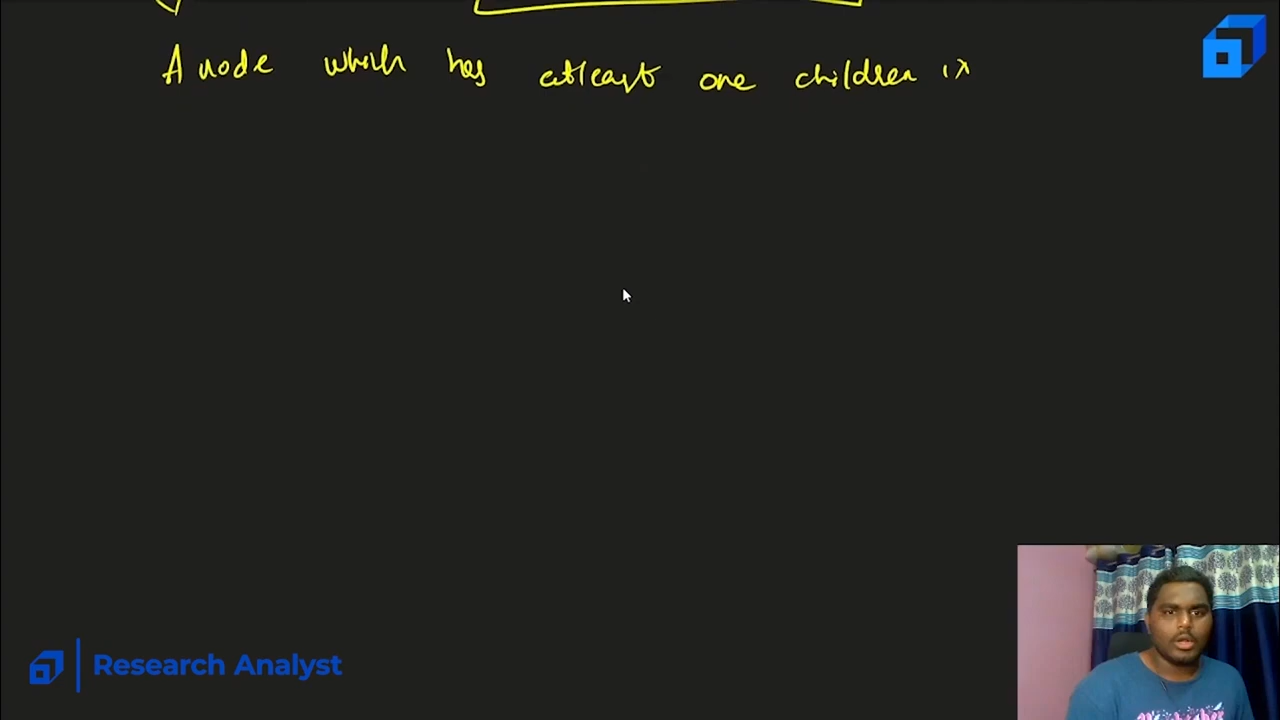 A node which has atleast one children is
Research Analyst